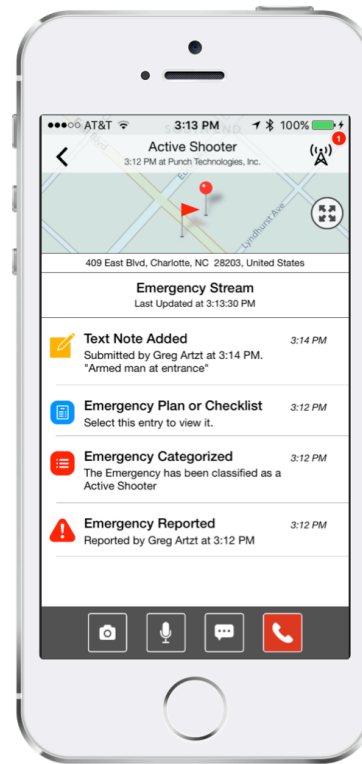 AT&T 3:13 PM 100%
Active Shooter
1
3:12 PM at Punch Technologies, Inc.
Lyndhurst Ave
409 East Blvd, Charlotte, NC 28203, United States
Emergency Stream
Last Updated at 3:13:30 PM
Text Note Added 3:14 PM
Submitted by Greg Artzt at 3:14 PM.
"Armed man at entrance"
Emergency Plan or Checklist 3:12 PM
Select this entry to view it.
Emergency Categorized 3:12 PM
The Emergency has been classified as a
Active Shooter
Emergency Reported 3:12 PM
Reported by Greg Artzt at 3:12 PM